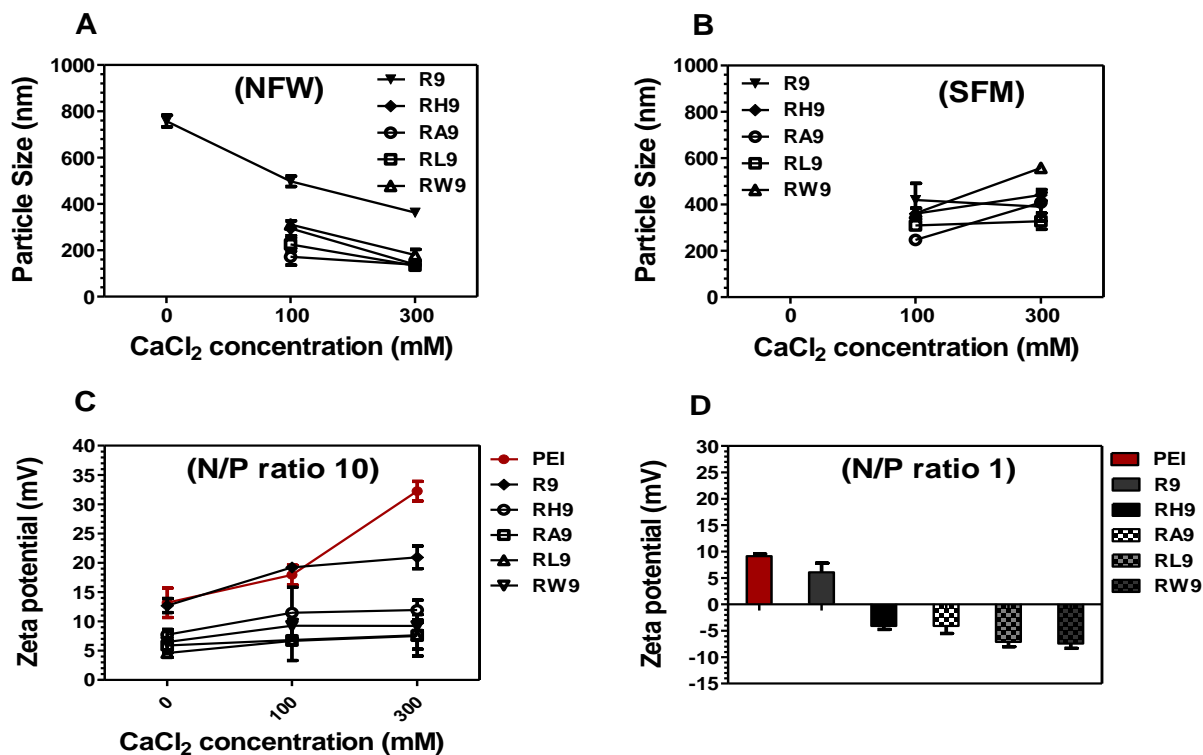 A
Particle Size (nm)
1000
800
600
400
200
0
(NFW)
R9
RH9
RA9
RL9
RW9
0 100 300
CaCl₂ concentration (mM)
B
Particle Size (nm)
1000
800
600
400
200
0
(SFM)
R9
RH9
RA9
RL9
RW9
0 100 300
CaCl₂ concentration (mM)
C
Zeta potential (mV)
40
35
30
25
20
15
10
5
0
(N/P ratio 10)
PEI
R9
RH9
RA9
RL9
RW9
0 100 300
CaCl₂ concentration (mM)
D
Zeta potential (mV)
30
25
20
15
10
5
0
-5
-10
-15
(N/P ratio 1)
PEI
R9
RH9
RA9
RL9
RW9